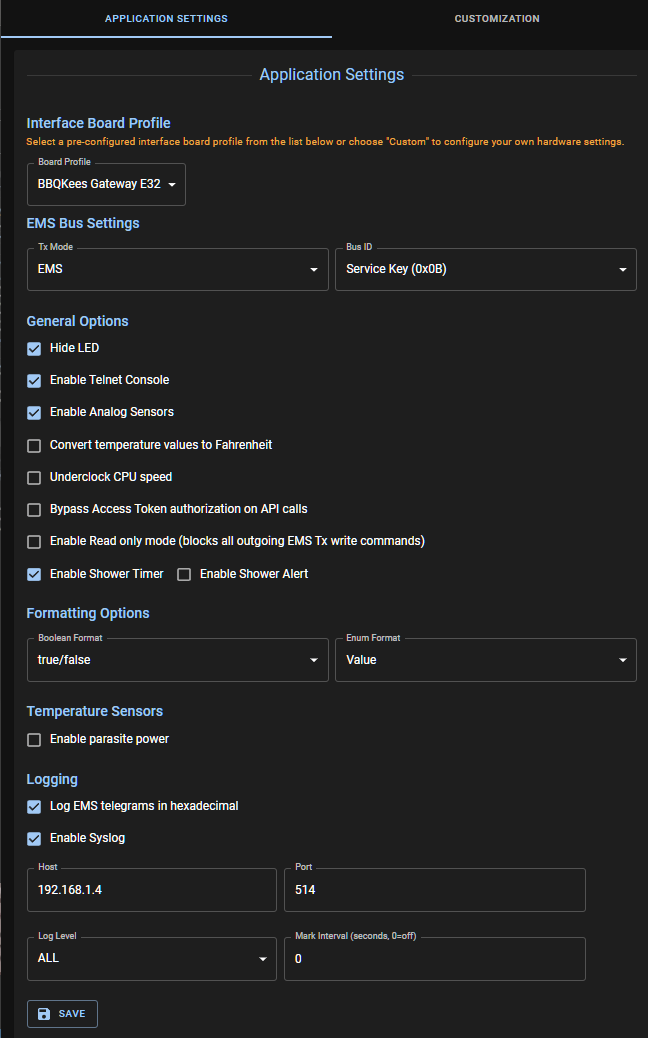 APPLICATION SETTINGS CUSTOMIZATION
Application Settings
Interface Board Profile
Select a pre-configured interface board profile from the list below or choose "Custom" to configure your own hardware settings.
Board Profile
BBQKees Gateway E32
EMS Bus Settings
Tx Mode Bus ID
EMS Service Key (0x0B)
General Options
Hide LED
Enable Telnet Console
Enable Analog Sensors
Convert temperature values to Fahrenheit
Underclock CPU speed
Bypass Access Token authorization on API calls
Enable Read only mode (blocks all outgoing EMS Tx write commands)
Enable Shower Timer Enable Shower Alert
Formatting Options
Boolean Format Enum Format
true/false Value
Temperature Sensors
Enable parasite power
Logging
Log EMS telegrams in hexadecimal
Enable Syslog
Host Port
192.168.1.4 514
Log Level Mark Interval (seconds, 0=off)
ALL 0
SAVE